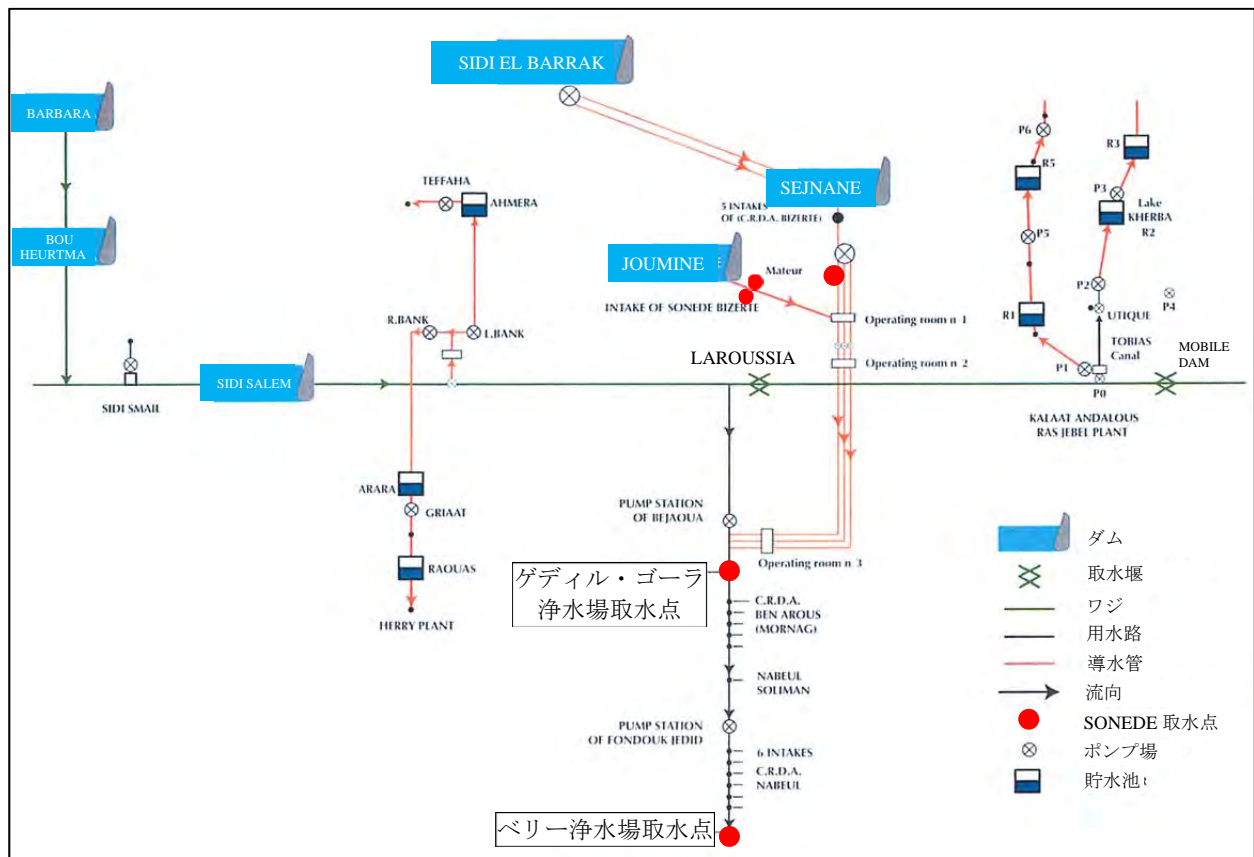 SIDI EL BARRAK
BARBARA
P6
R3
R5
TEFFAHA
AHMERA
SEJNANE
P3
Lake
KHERBA
R2
5 INTAKES
OF (C.R.D.A. BIZERTE)
BOU
HEURTMA
P5
JOUMINE
Mateur
P2
P4
INTAKE OF SONEDE BIZERTE
R1
UTIQUE
Operating room n 1
R.BANK
L.BANK
TOBIAS
Canal
LAROUSSIA
Operating room n 2
MOBILE
DAM
P1
SIDI SALEM
P0
SIDI SMAIL
KALAAT ANDALOUS
RAS JEBEL PLANT
ARARA
GRIAAT
PUMP STATION
OF BEJAOUA
Operating room n 3
RAOUAS
HERRY PLANT
ゲディル・ゴーラ
浄水場取水点
C.R.D.A.
BEN AROUS
(MORNAG)
NABEUL
SOLIMAN
PUMP STATION
OF FONDOUK JEDID
6 INTAKES
C.R.D.A.
NABEUL
ベリー浄水場取水点
ダム
取水堰
ワジ
用水路
導水管
流向
SONEDE 取水点
ポンプ場
貯水池